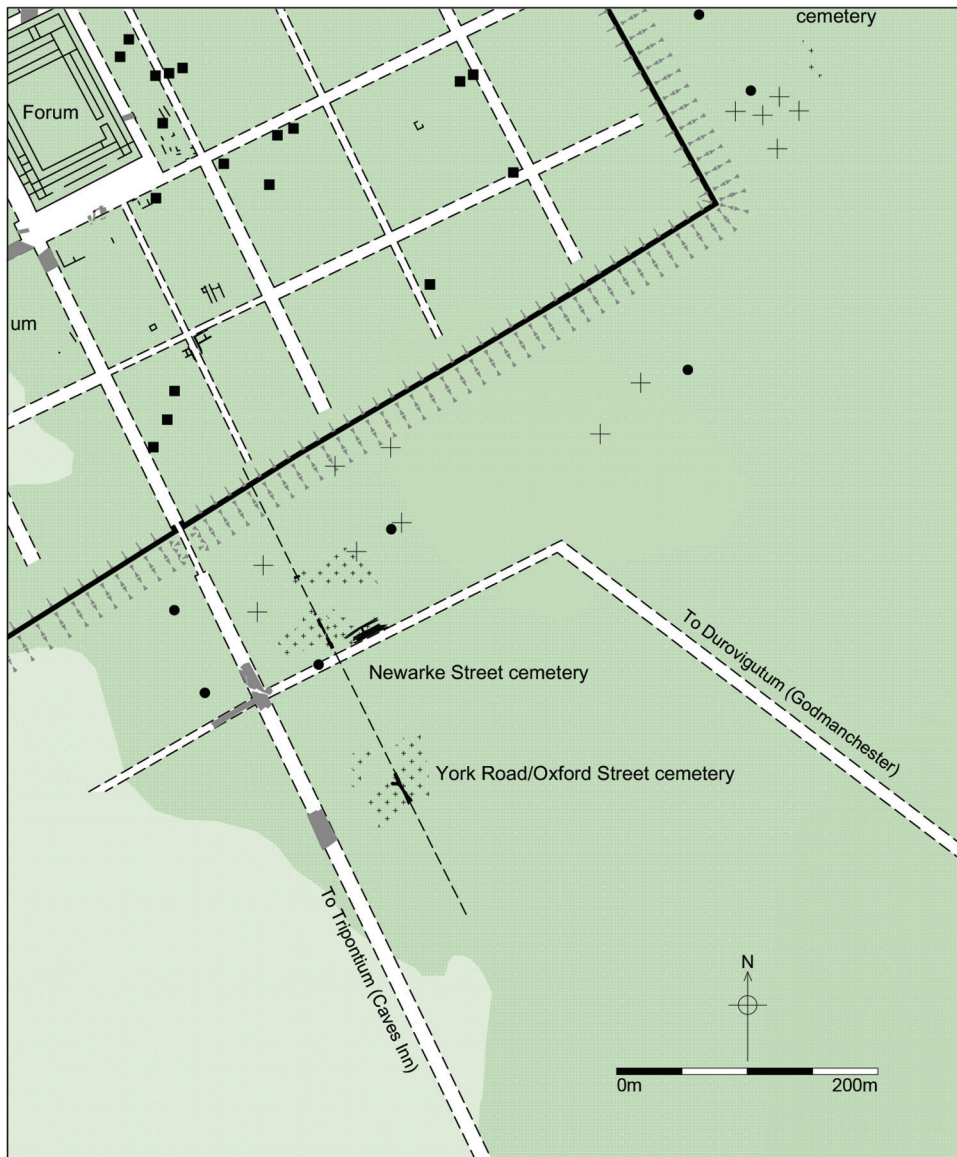 cemetery
Forum
um
Newarke Street cemetery
To Durovigutum (Godmanchester)
York Road/Oxford Street cemetery
To Tripontium (Caves Inn)
N
0m 200m